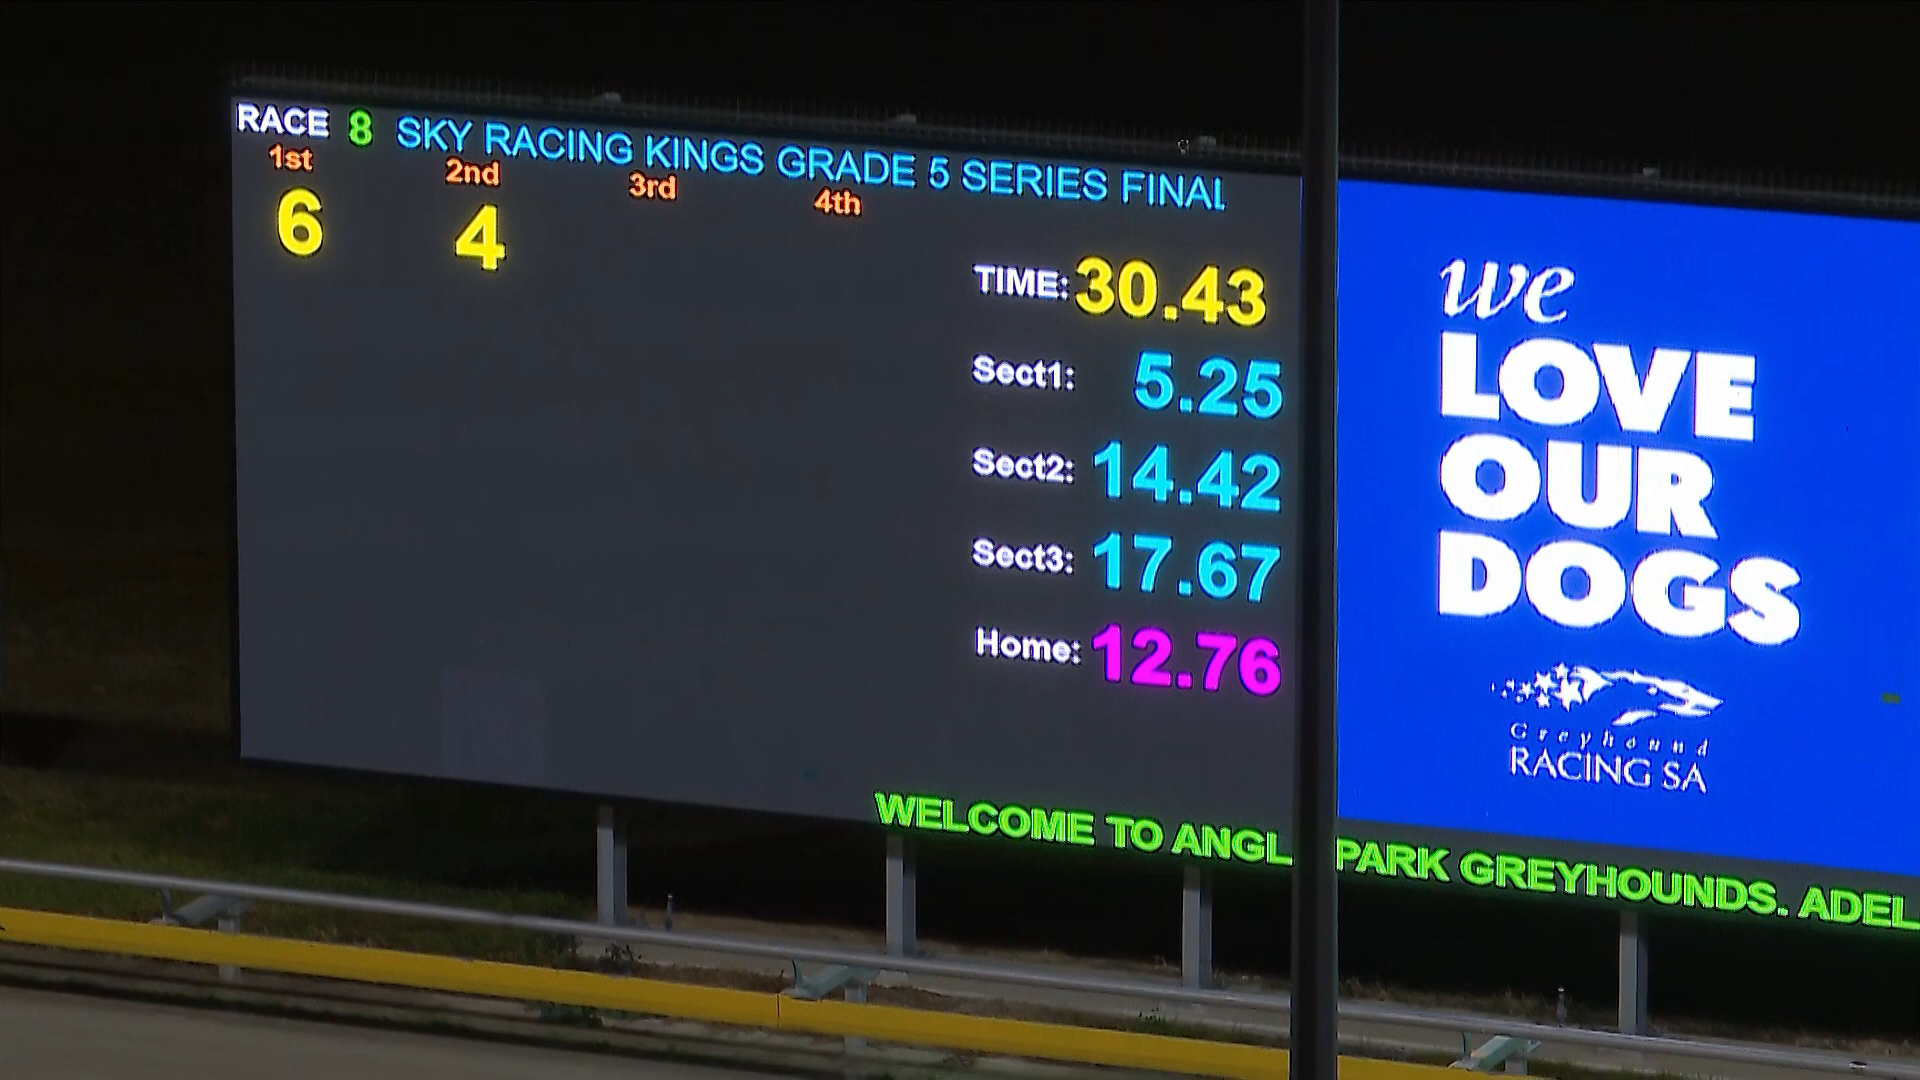 RACE 8 SKY RACING KINGS GRADE 5 SERIES FINAL
1st 2nd 3rd 4th
6 4
TIME: 30.43
Sect1: 5.25
Sect2: 14.42
Sect3: 17.67
Home: 12.76
we
LOVE
OUR
DOGS
Greyhound
RACING SA
WELCOME TO ANGL PARK GREYHOUNDS. ADEL